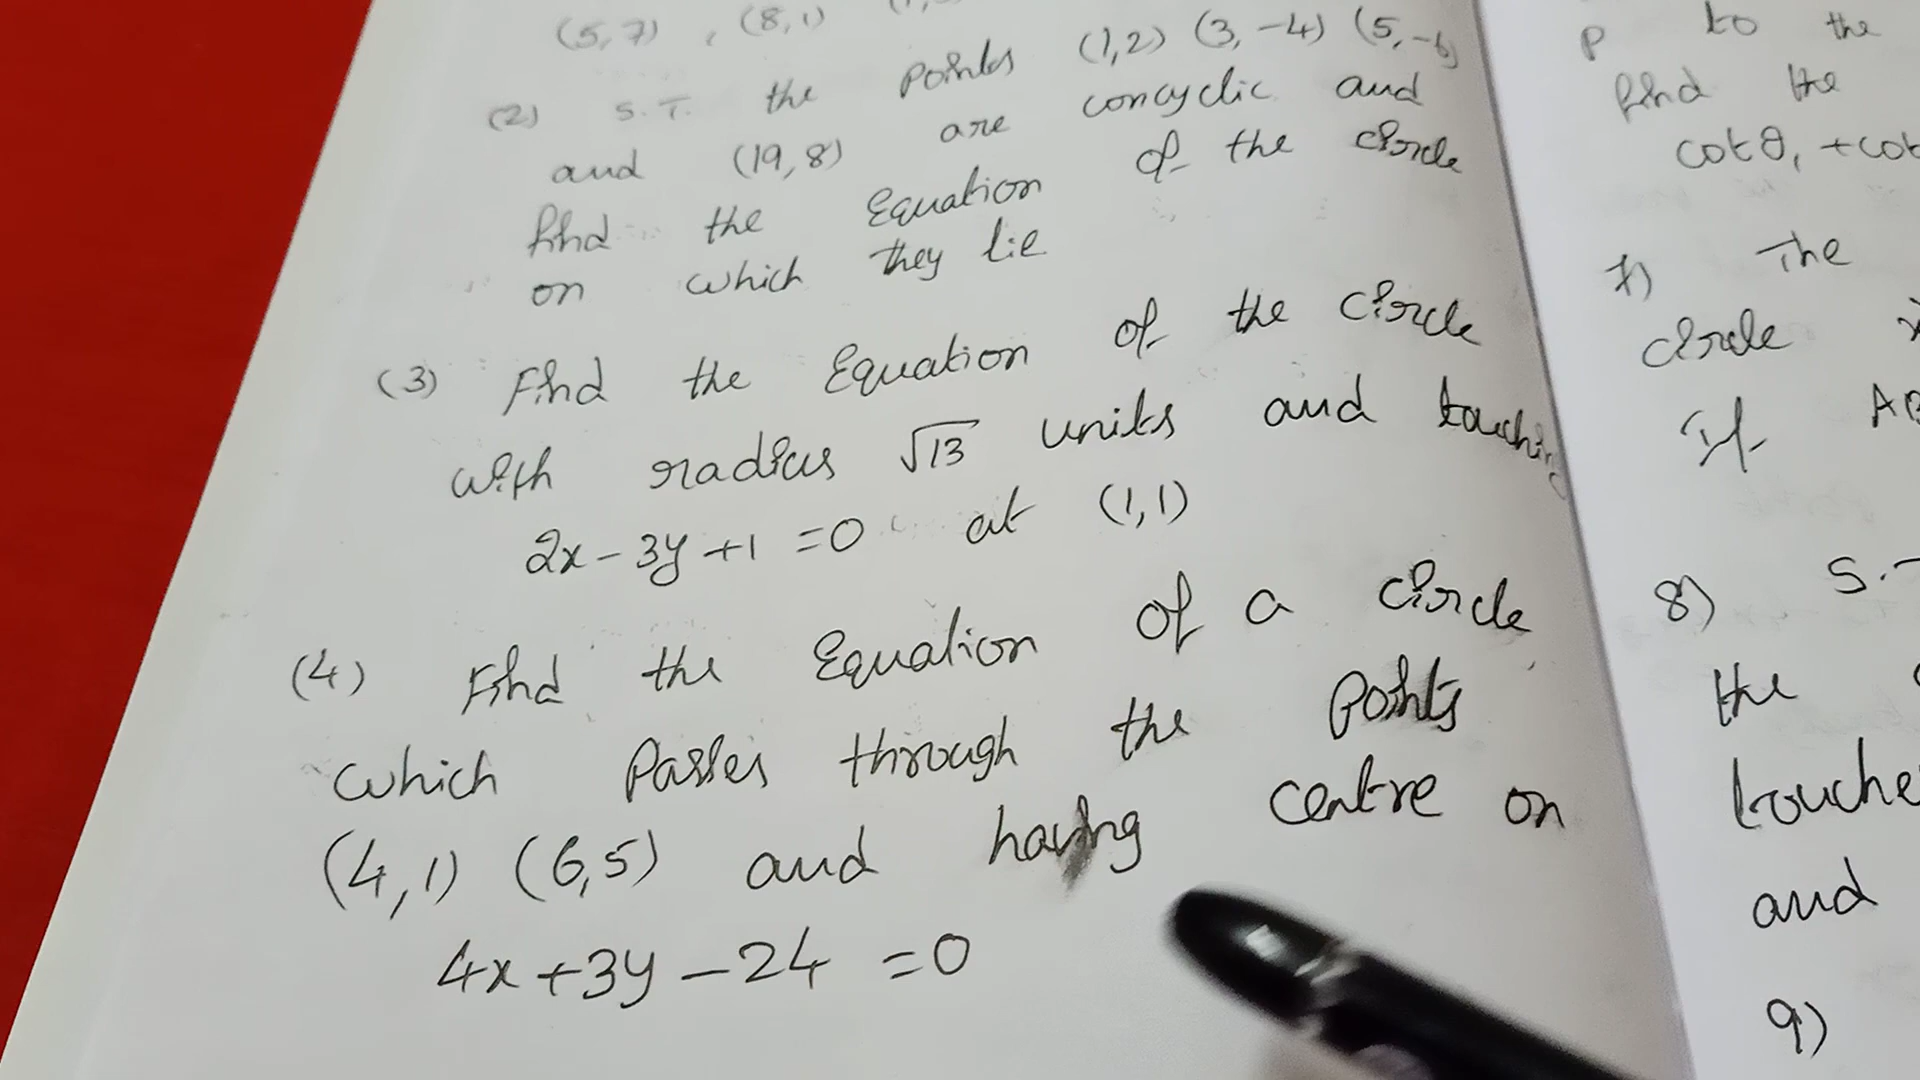 (5,7) , (8,1)
(2) S.T. the points (1,2) (3,-4) (5,-6)
and (19,8) are concyclic and
find the Equation of the circle
on which they lie
(3) Find the Equation of the circle
with radius √13 units and touching
2x-3y+1=0 at (1,1)
(4) Find the Equation of a circle
which Passes through the Points
(4,1) (6,5) and having centre on
4x+3y-24=0
P to the
find the
cotθ₁+cot
7) The
circle
If
8) S.T
the
touche
and
9)